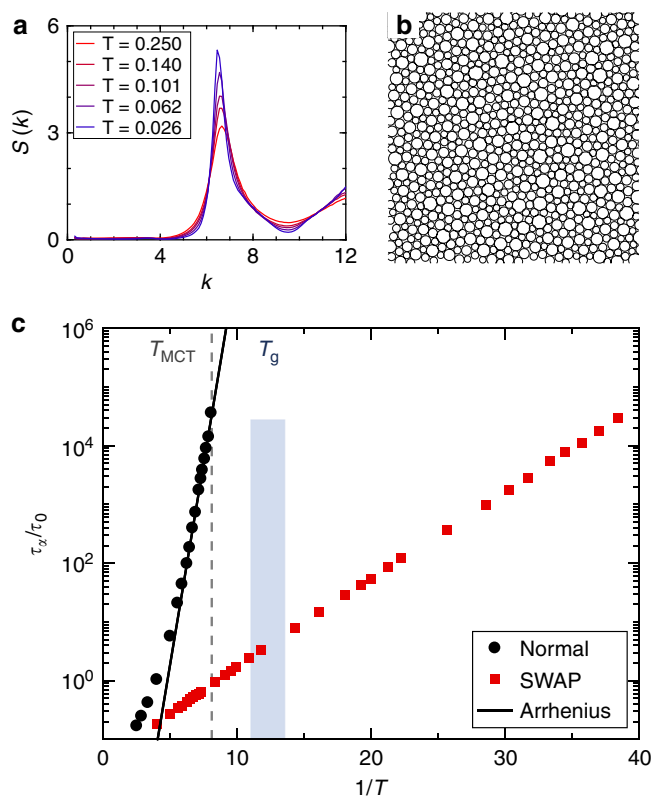 a
6
3
0
S (k)
T = 0.250
T = 0.140
T = 0.101
T = 0.062
T = 0.026
0 4 8 12
k
b
c
10^6
10^4
10^2
10^0
τ_α/τ_0
T_MCT
T_g
Normal
SWAP
Arrhenius
0 10 20 30 40
1/T